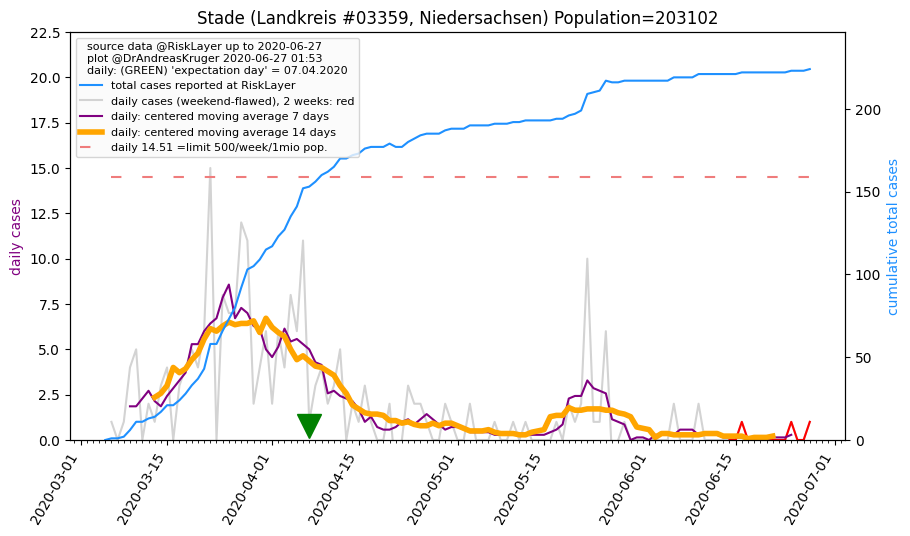 Stade (Landkreis #03359, Niedersachsen) Population=203102
source data @RiskLayer up to 2020-06-27
plot @DrAndreasKruger 2020-06-27 01:53
daily: (GREEN) 'expectation day' = 07.04.2020
total cases reported at RiskLayer
daily cases (weekend-flawed), 2 weeks: red
daily: centered moving average 7 days
daily: centered moving average 14 days
daily 14.51 =limit 500/week/1mio pop.
daily cases
22.5
20.0
17.5
15.0
12.5
10.0
7.5
5.0
2.5
0.0
cumulative total cases
200
150
100
50
0
2020-03-01
2020-03-15
2020-04-01
2020-04-15
2020-05-01
2020-05-15
2020-06-01
2020-06-15
2020-07-01